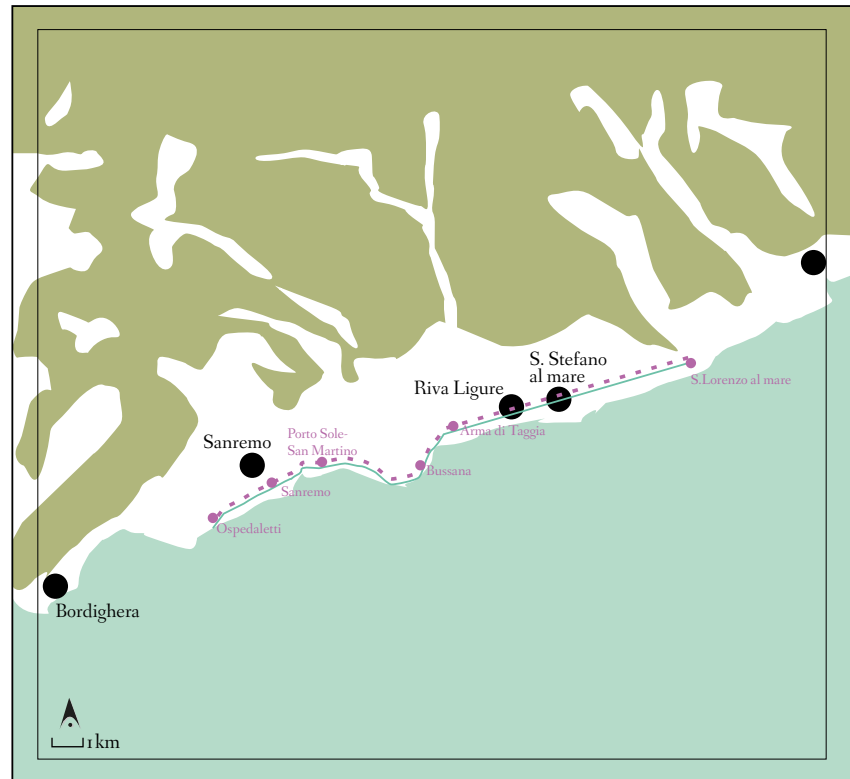 S. Stefano
al mare
S.Lorenzo al mare
Riva Ligure
Arma di Taggia
Porto Sole-
San Martino
Sanremo
Bussana
Sanremo
Ospedaletti
Bordighera
1 km